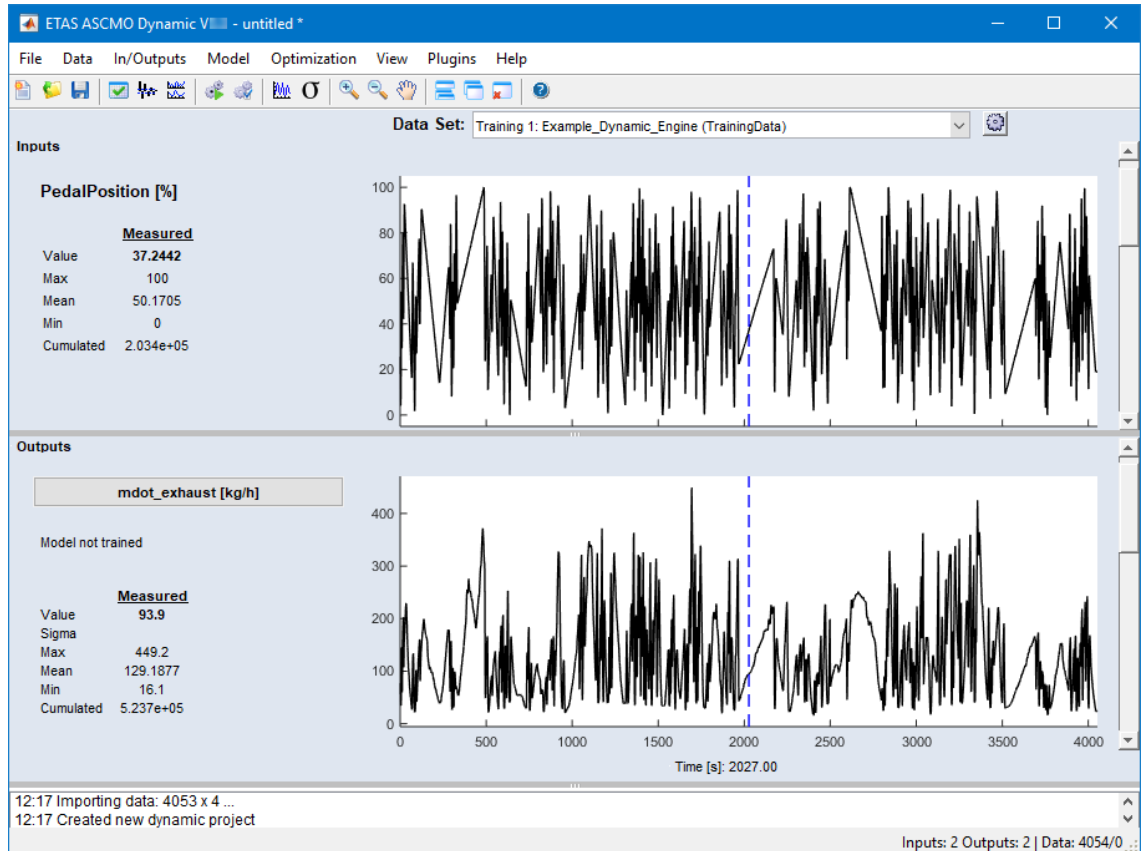 ETAS ASCMO Dynamic V - untitled *
File Data In/Outputs Model Optimization View Plugins Help
Data Set: Training 1: Example_Dynamic_Engine (TrainingData)
Inputs
PedalPosition [%]
Measured
Value 37.2442
Max 100
Mean 50.1705
Min 0
Cumulated 2.034e+05
100
80
60
40
20
0
Outputs
mdot_exhaust [kg/h]
Model not trained
Measured
Value 93.9
Sigma
Max 449.2
Mean 129.1877
Min 16.1
Cumulated 5.237e+05
400
300
200
100
0
0 500 1000 1500 2000 2500 3000 3500 4000
Time [s]: 2027.00
12:17 Importing data: 4053 x 4 ...
12:17 Created new dynamic project
Inputs: 2 Outputs: 2 | Data: 4054/0